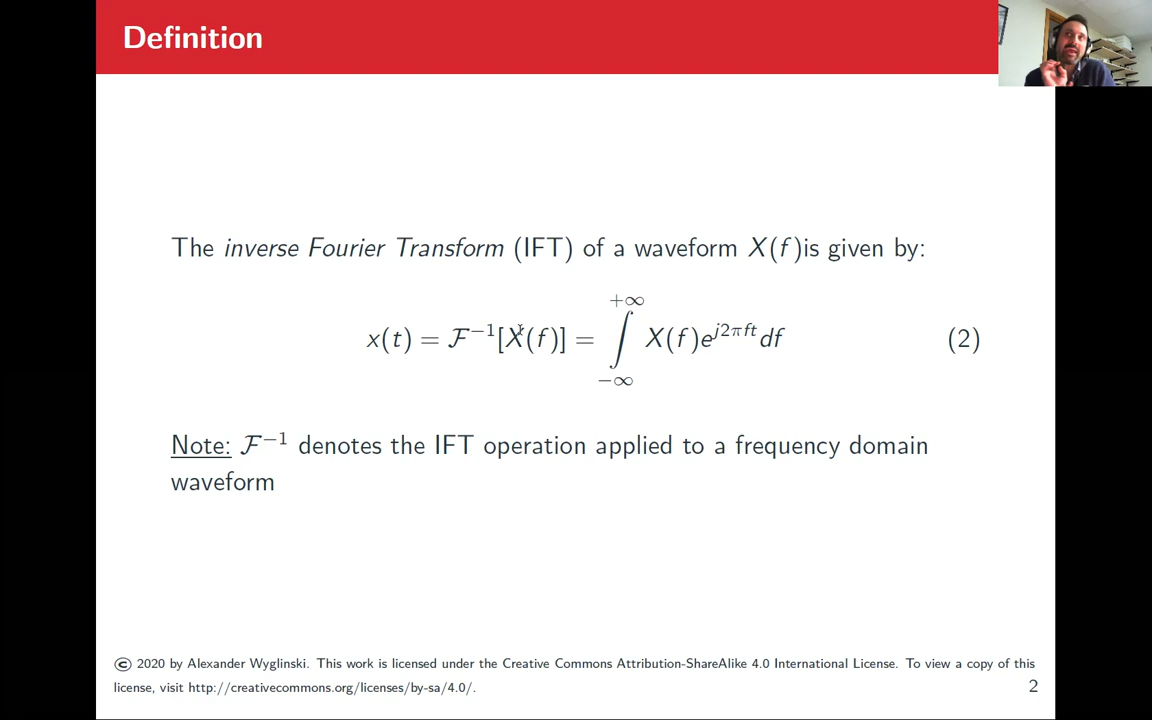 Definition
The inverse Fourier Transform (IFT) of a waveform X(f)is given by:
x(t) = ℱ⁻¹[X(f)] = ∫_{−∞}^{+∞} X(f)e^{j2πft}df (2)
Note: ℱ⁻¹ denotes the IFT operation applied to a frequency domain
waveform
© 2020 by Alexander Wyglinski. This work is licensed under the Creative Commons Attribution-ShareAlike 4.0 International License. To view a copy of this
license, visit http://creativecommons.org/licenses/by-sa/4.0/.
2